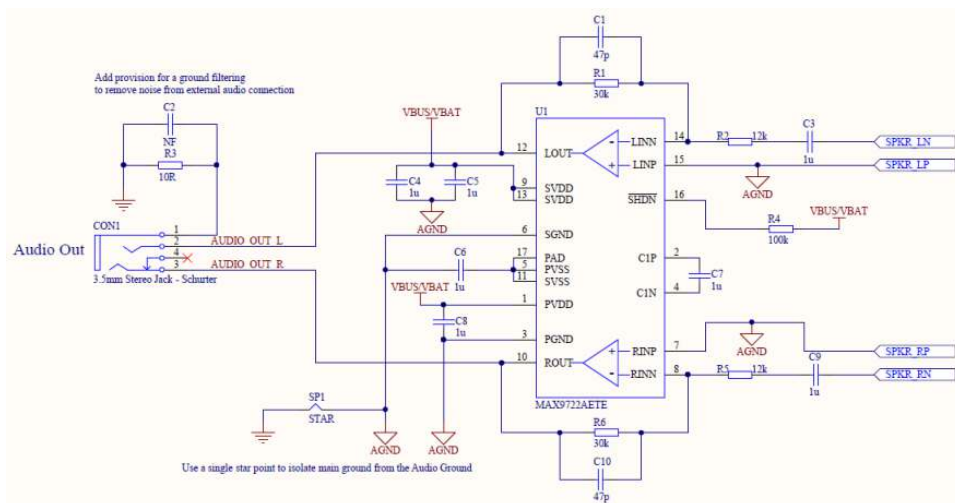 C1
47p
R1
30k
Add provision for a ground filtering
to remove noise from external audio connection
C2
NF
R3
10R
VBUS/VBAT
U1
C4
1u
C5
1u
AGND
12 LOUT
9 SVDD
13 SVDD
6 SGND
17 PAD
5 PVSS
11 SVSS
1 PVDD
3 PGND
10 ROUT
- LINN 14
+ LINP 15
SHDN 16
C1P 2
C1N 4
+ RINP 7
- RINN 8
R2 12k
C3
1u
SPKR_LN
SPKR_LP
AGND
VBUS/VBAT
R4
100k
C7
1u
CON1
Audio Out
1
2 AUDIO OUT L
4
3 AUDIO OUT R
3.5mm Stereo Jack - Schurter
C6
1u
VBUS/VBAT
C8
1u
AGND
SPKR_RP
R5 12k
C9
1u
SPKR_RN
MAX9722AETE
SP1
STAR
AGND
AGND
R6
30k
C10
47p
Use a single star point to isolate main ground from the Audio Ground